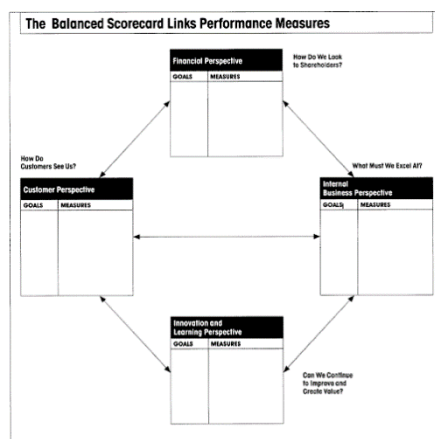 The Balanced Scorecard Links Performance Measures
Financial Perspective
GOALS MEASURES
How Do We Look
to Shareholders?
How Do
Customers See Us?
Customer Perspective
GOALS MEASURES
What Must We Excel At?
Internal
Business Perspective
GOALS MEASURES
Innovation and
Learning Perspective
GOALS MEASURES
Can We Continue
to Improve and
Create Value?